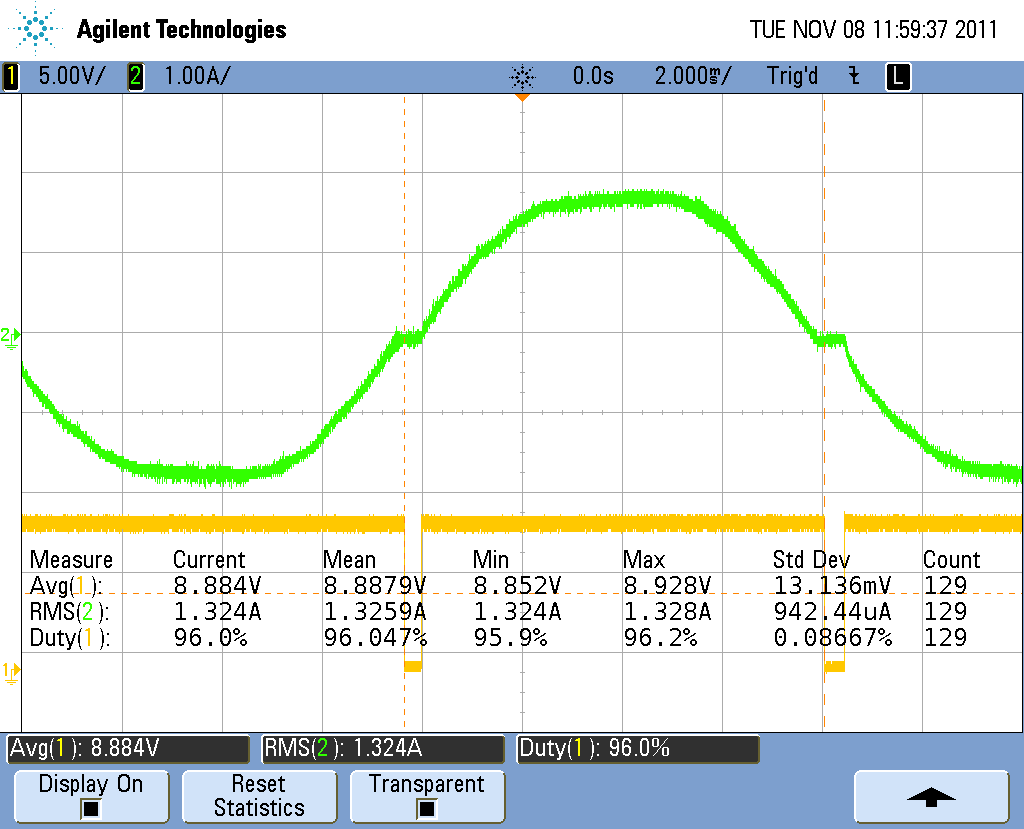 Agilent Technologies TUE NOV 08 11:59:37 2011
1 5.00V/ 2 1.00A/ 0.0s 2.000ms/ Trig'd L
2
Measure Current Mean Min Max Std Dev Count
Avg(1): 8.884V 8.8879V 8.852V 8.928V 13.136mV 129
RMS(2): 1.324A 1.3259A 1.324A 1.328A 942.44uA 129
Duty(1): 96.0% 96.047% 95.9% 96.2% 0.08667% 129
1
Avg(1): 8.884V RMS(2): 1.324A Duty(1): 96.0%
Display On Reset Statistics Transparent